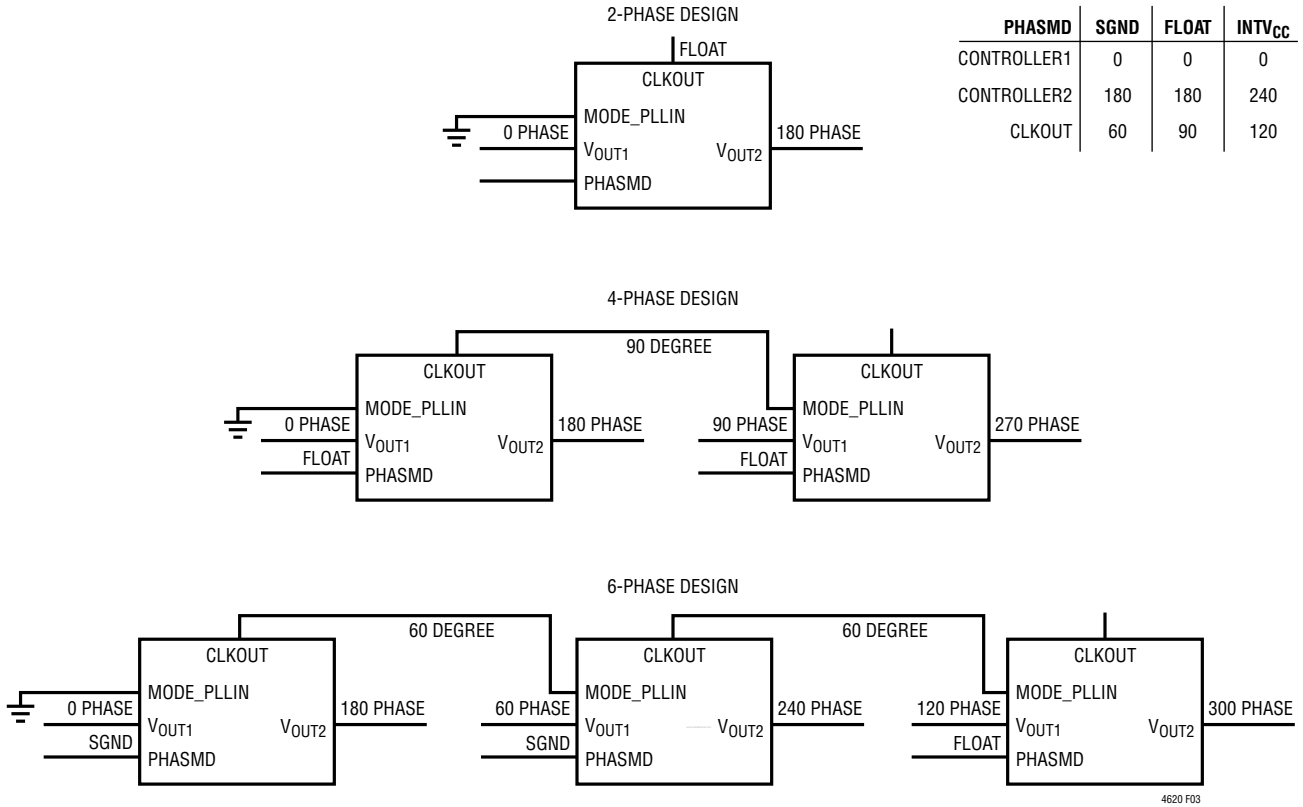 2-PHASE DESIGN
FLOAT
CLKOUT
MODE_PLLIN
0 PHASE
180 PHASE
VOUT1
VOUT2
PHASMD
PHASMD SGND FLOAT INTVCC
CONTROLLER1 0 0 0
CONTROLLER2 180 180 240
CLKOUT 60 90 120
4-PHASE DESIGN
90 DEGREE
CLKOUT
MODE_PLLIN
0 PHASE
180 PHASE
VOUT1
VOUT2
FLOAT
PHASMD
CLKOUT
MODE_PLLIN
90 PHASE
270 PHASE
VOUT1
VOUT2
FLOAT
PHASMD
6-PHASE DESIGN
60 DEGREE
60 DEGREE
CLKOUT
MODE_PLLIN
0 PHASE
180 PHASE
VOUT1
VOUT2
SGND
PHASMD
CLKOUT
MODE_PLLIN
60 PHASE
240 PHASE
VOUT1
VOUT2
SGND
PHASMD
CLKOUT
MODE_PLLIN
120 PHASE
300 PHASE
VOUT1
VOUT2
FLOAT
PHASMD
4620 F03